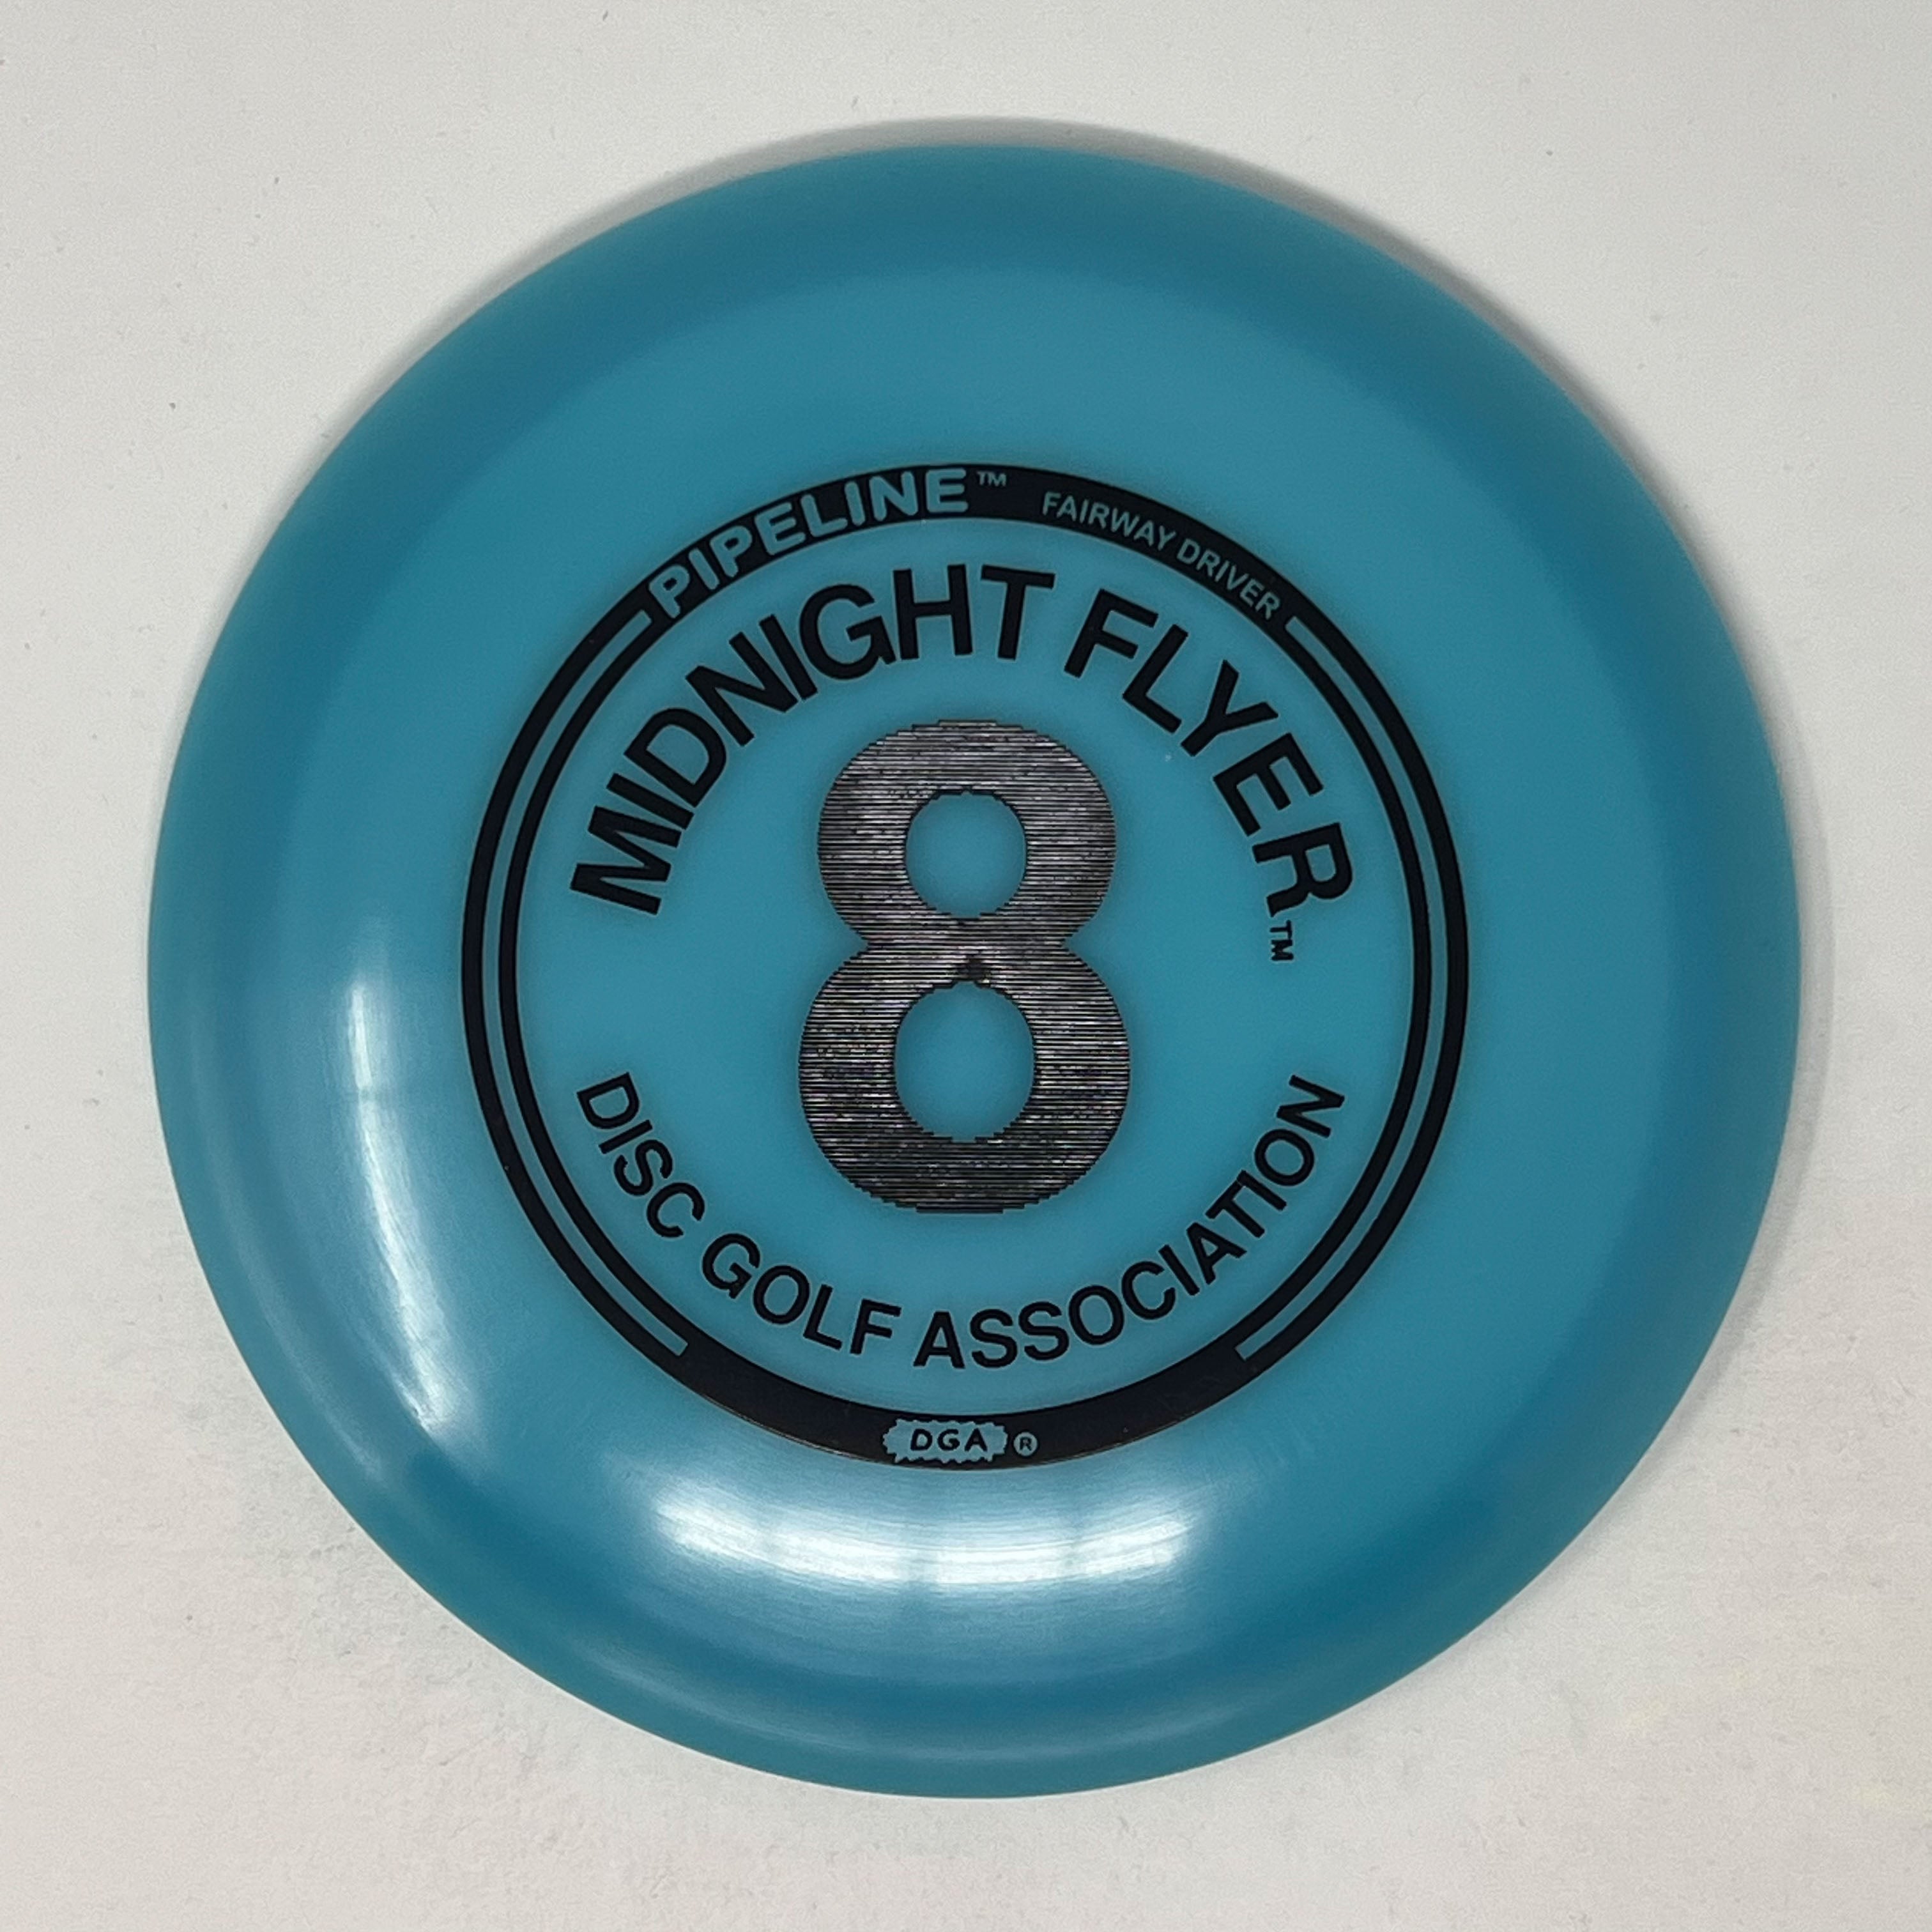 PIPELINE™ FAIRWAY DRIVER
MIDNIGHT FLYER™
8
DISC GOLF ASSOCIATION
DGA®